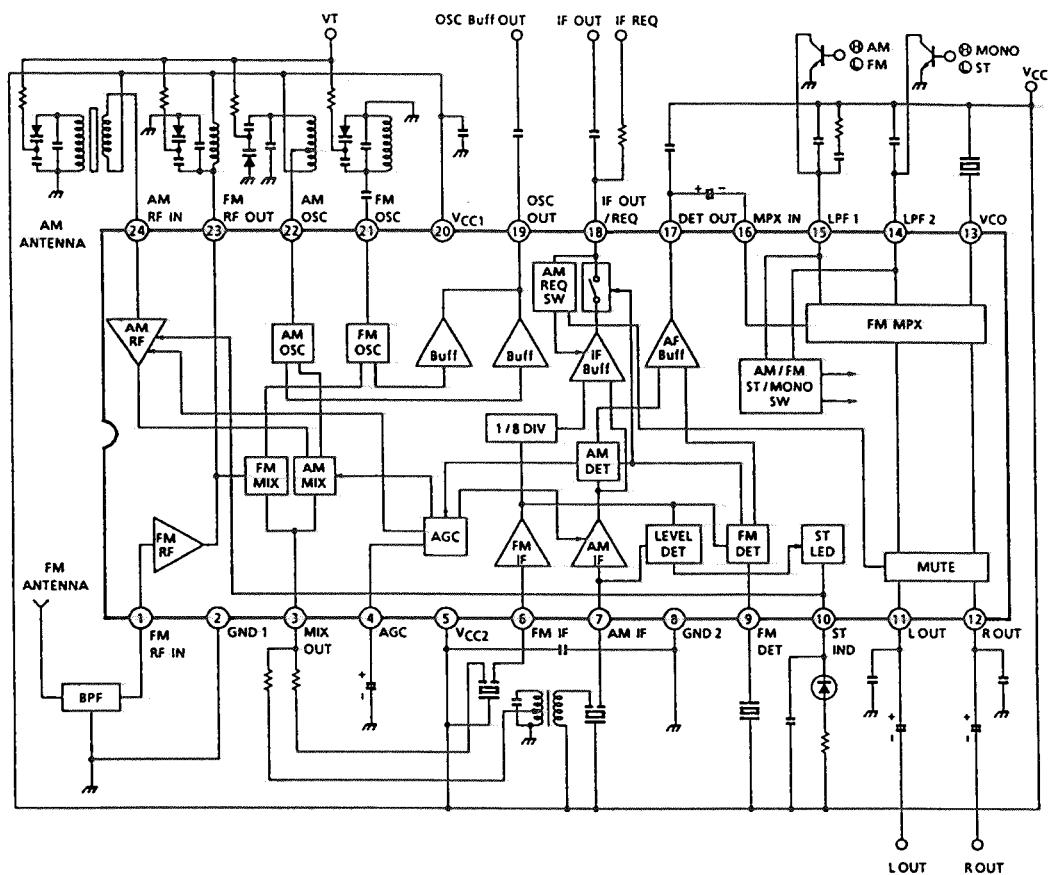 VT
OSC Buff OUT
IF OUT
IF REQ
Ⓗ AM
Ⓛ FM
Ⓗ MONO
Ⓛ ST
VCC
AM
ANTENNA
AM
RF IN
FM
RF OUT
AM
OSC
FM
OSC
VCC1
OSC
OUT
IF OUT
/REQ
DET OUT
MPX IN
LPF 1
LPF 2
VCO
24
23
22
21
20
19
18
17
16
15
14
13
+ -
AM
RF
AM
OSC
FM
OSC
Buff
Buff
AM
REQ
SW
IF
Buff
AF
Buff
FM MPX
AM / FM
ST / MONO
SW
1 / 8 DIV
FM
MIX
AM
MIX
AM
DET
AGC
FM
RF
FM
IF
AM
IF
LEVEL
DET
FM
DET
ST
LED
MUTE
FM
ANTENNA
1
2
3
4
5
6
7
8
9
10
11
12
FM
RF IN
GND 1
MIX
OUT
AGC
VCC2
FM IF
AM IF
GND 2
FM
DET
ST
IND
L OUT
R OUT
BPF
+
-
+
-
+
-
L OUT
R OUT